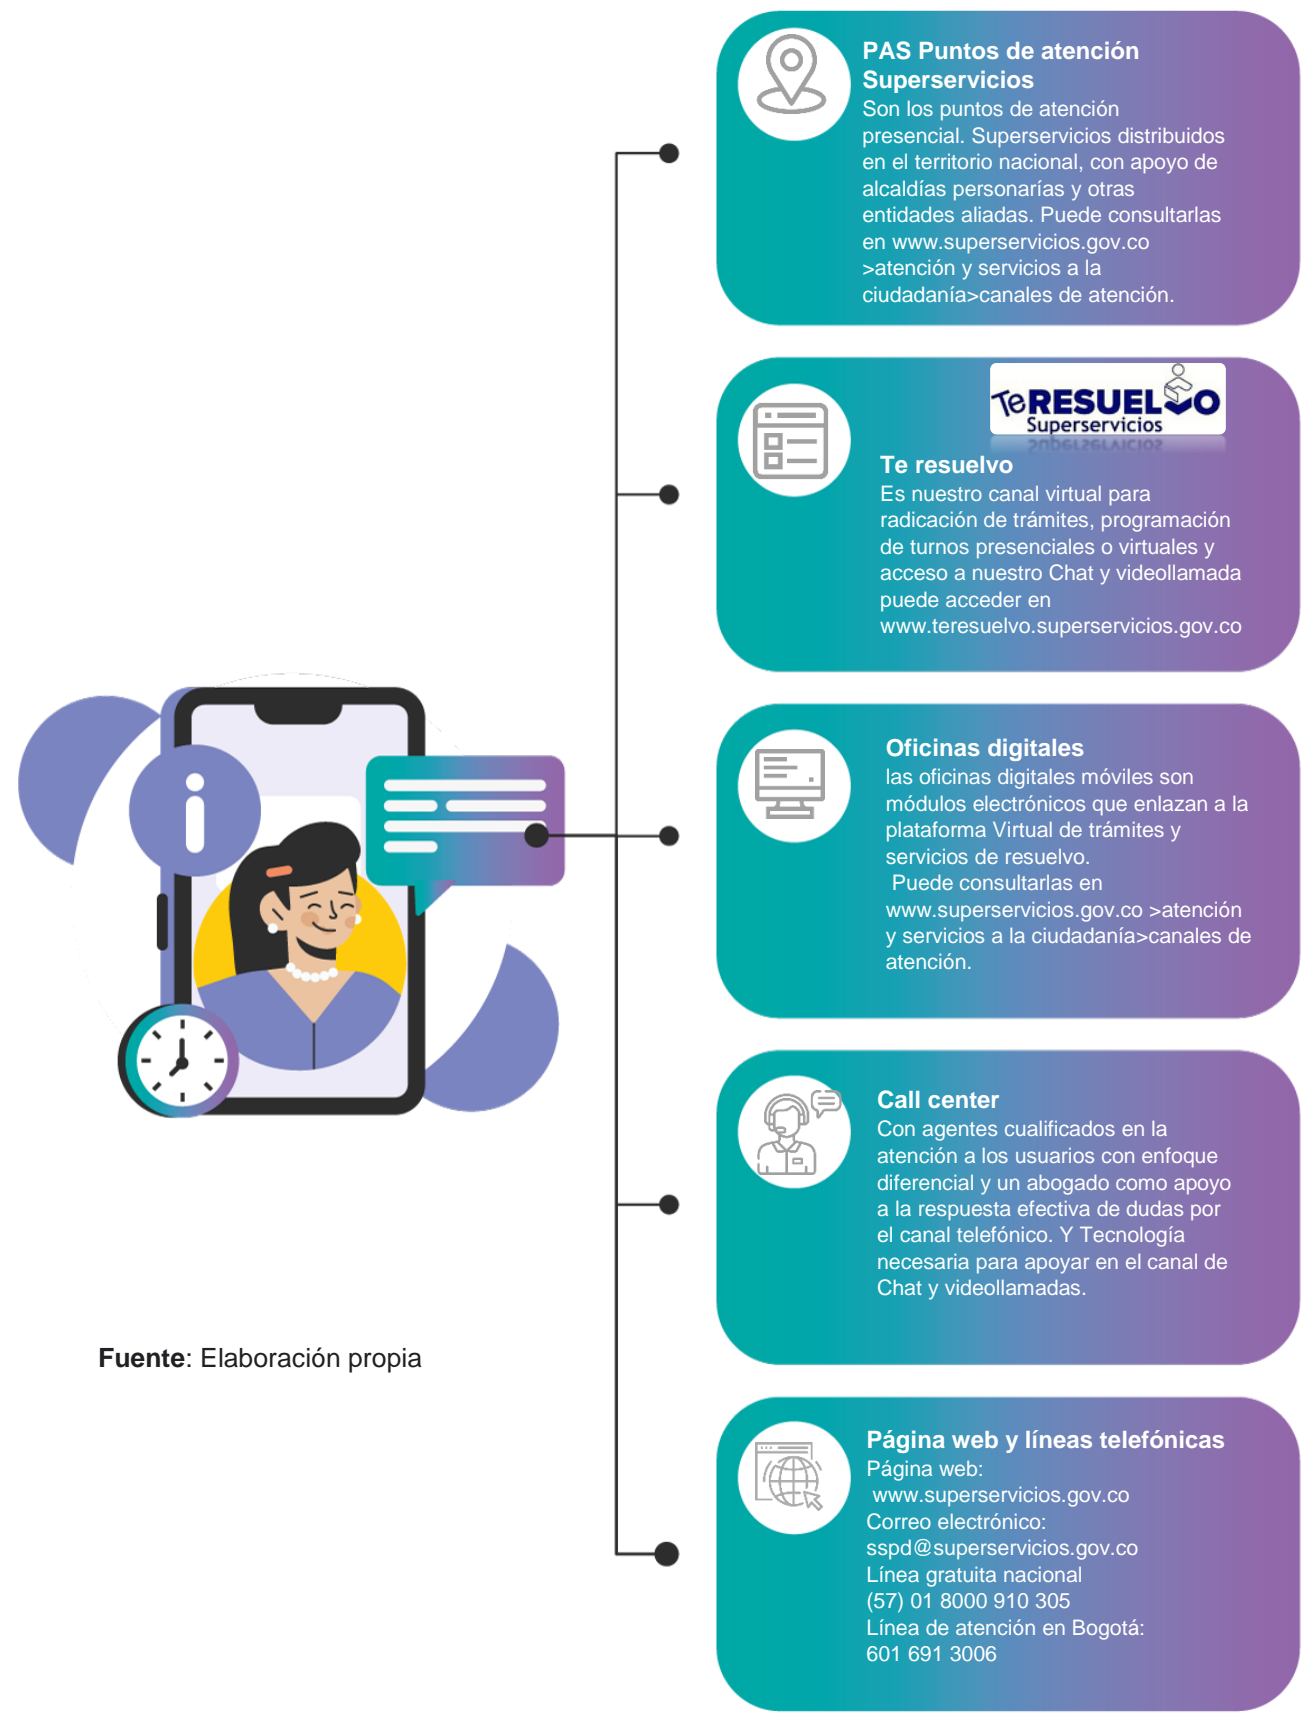 PAS Puntos de atención
Superservicios
Son los puntos de atención
presencial. Superservicios distribuidos
en el territorio nacional, con apoyo de
alcaldías personarías y otras
entidades aliadas. Puede consultarlas
en www.superservicios.gov.co
>atención y servicios a la
ciudadanía>canales de atención.
Te RESUELVO
Superservicios
Te resuelvo
Es nuestro canal virtual para
radicación de trámites, programación
de turnos presenciales o virtuales y
acceso a nuestro Chat y videollamada
puede acceder en
www.teresuelvo.superservicios.gov.co
Oficinas digitales
las oficinas digitales móviles son
módulos electrónicos que enlazan a la
plataforma Virtual de trámites y
servicios de resuelvo.
Puede consultarlas en
www.superservicios.gov.co >atención
y servicios a la ciudadanía>canales de
atención.
Call center
Con agentes cualificados en la
atención a los usuarios con enfoque
diferencial y un abogado como apoyo
a la respuesta efectiva de dudas por
el canal telefónico. Y Tecnología
necesaria para apoyar en el canal de
Chat y videollamadas.
Fuente: Elaboración propia
Página web y líneas telefónicas
Página web:
www.superservicios.gov.co
Correo electrónico:
sspd@superservicios.gov.co
Línea gratuita nacional
(57) 01 8000 910 305
Línea de atención en Bogotá:
601 691 3006